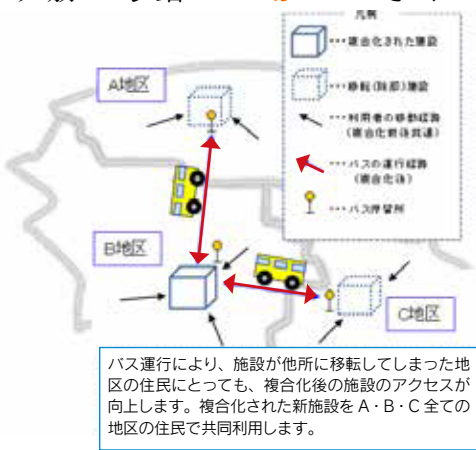 凡例
・・・複合化された施設
・・・移転(除却)施設
・・・利用者の移動経路
(複合化前後共通)
・・・バスの運行経路
(複合化後)
・・・バス停留所
A地区
B地区
C地区
バス運行により、施設が他所に移転してしまった地
区の住民にとっても、複合化後の施設のアクセスが
向上します。複合化された新施設を A・B・C 全ての
地区の住民で共同利用します。